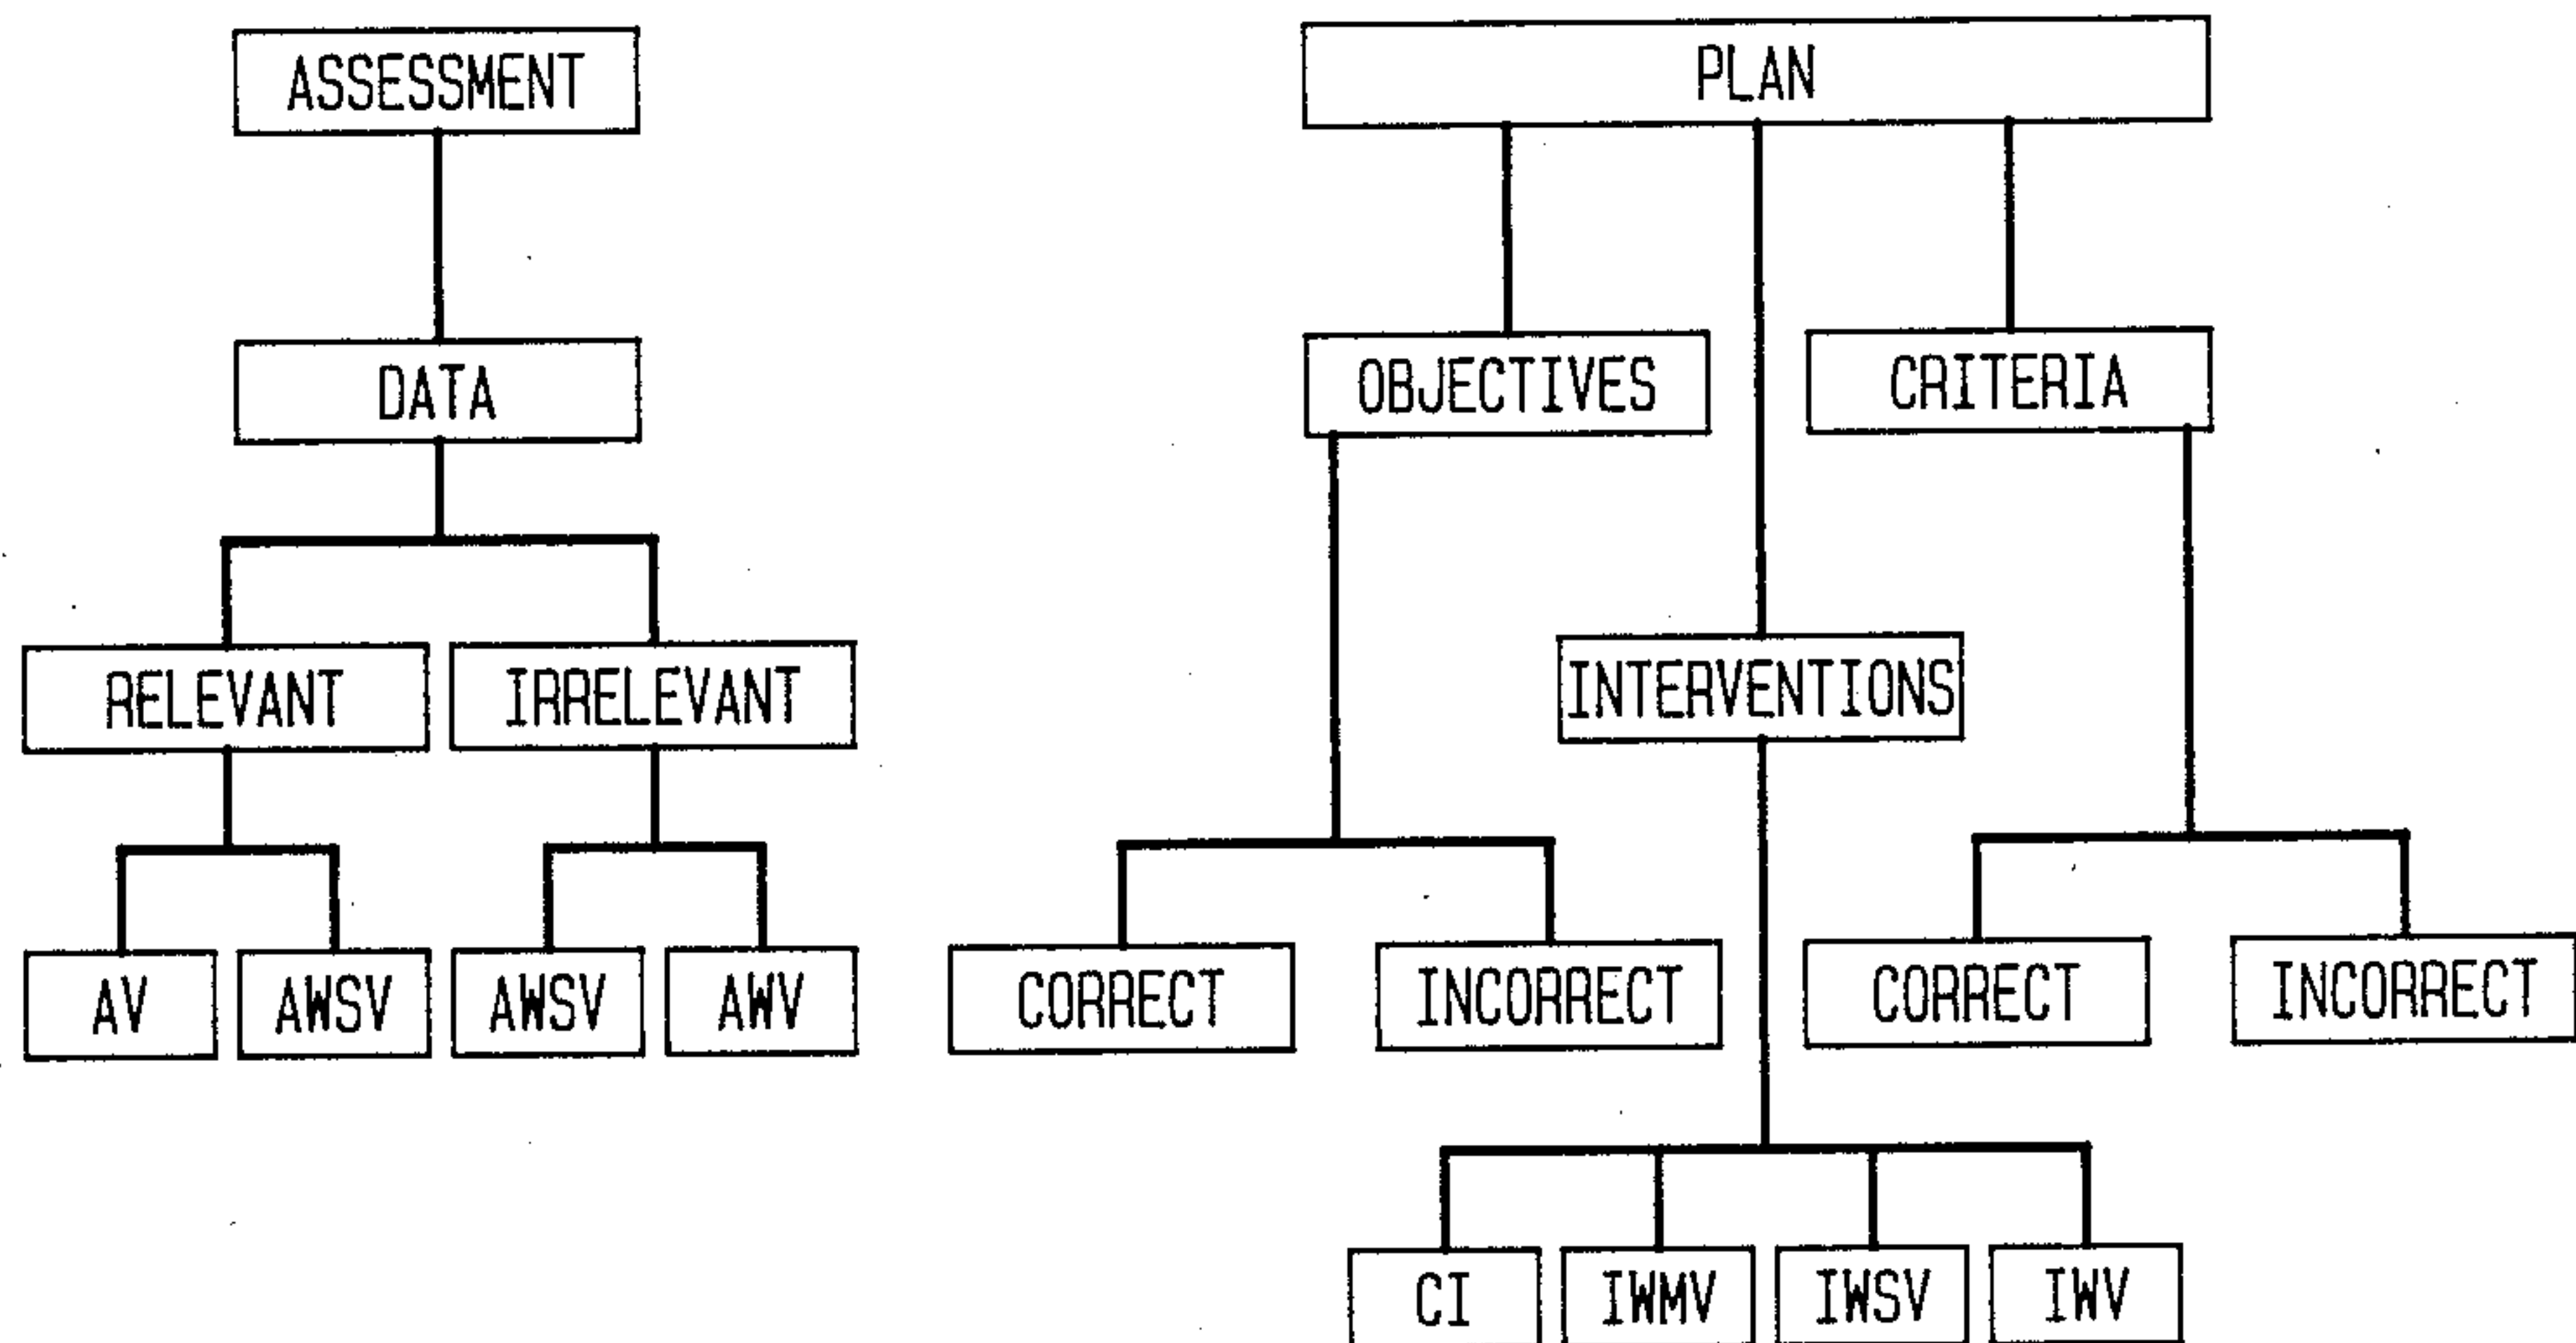 ASSESSMENT
PLAN
DATA
OBJECTIVES
CRITERIA
RELEVANT
IRRELEVANT
INTERVENTIONS
AV
AWSV
AWSV
AWV
CORRECT
INCORRECT
CORRECT
INCORRECT
CI
IWMV
IWSV
IWV